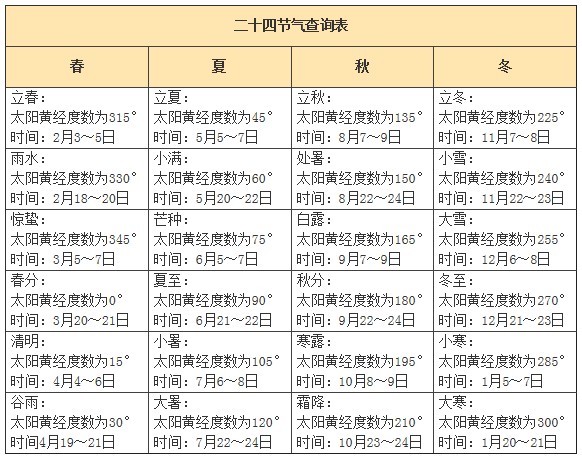 二十四节气查询表
春
夏
秋
冬
立春：
太阳黄经度数为315°
时间：2月3～5日
立夏：
太阳黄经度数为45°
时间：5月5～7日
立秋：
太阳黄经度数为135°
时间：8月7～9日
立冬：
太阳黄经度数为225°
时间：11月7～8日
雨水：
太阳黄经度数为330°
时间：2月18～20日
小满：
太阳黄经度数为60°
时间：5月20～22日
处暑：
太阳黄经度数为150°
时间：8月22～24日
小雪：
太阳黄经度数为240°
时间：11月22～23日
惊蛰：
太阳黄经度数为345°
时间：3月5～7日
芒种：
太阳黄经度数为75°
时间：6月5～7日
白露：
太阳黄经度数为165°
时间：9月7～9日
大雪：
太阳黄经度数为255°
时间：12月6～8日
春分：
太阳黄经度数为0°
时间：3月20～21日
夏至：
太阳黄经度数为90°
时间：6月21～22日
秋分：
太阳黄经度数为180°
时间：9月22～24日
冬至：
太阳黄经度数为270°
时间：12月21～23日
清明：
太阳黄经度数为15°
时间：4月4～6日
小暑：
太阳黄经度数为105°
时间：7月6～8日
寒露：
太阳黄经度数为195°
时间：10月8～9日
小寒：
太阳黄经度数为285°
时间：1月5～7日
谷雨：
太阳黄经度数为30°
时间4月19～21日
大暑：
太阳黄经度数为120°
时间：7月22～24日
霜降：
太阳黄经度数为210°
时间：10月23～24日
大寒：
太阳黄经度数为300°
时间：1月20～21日